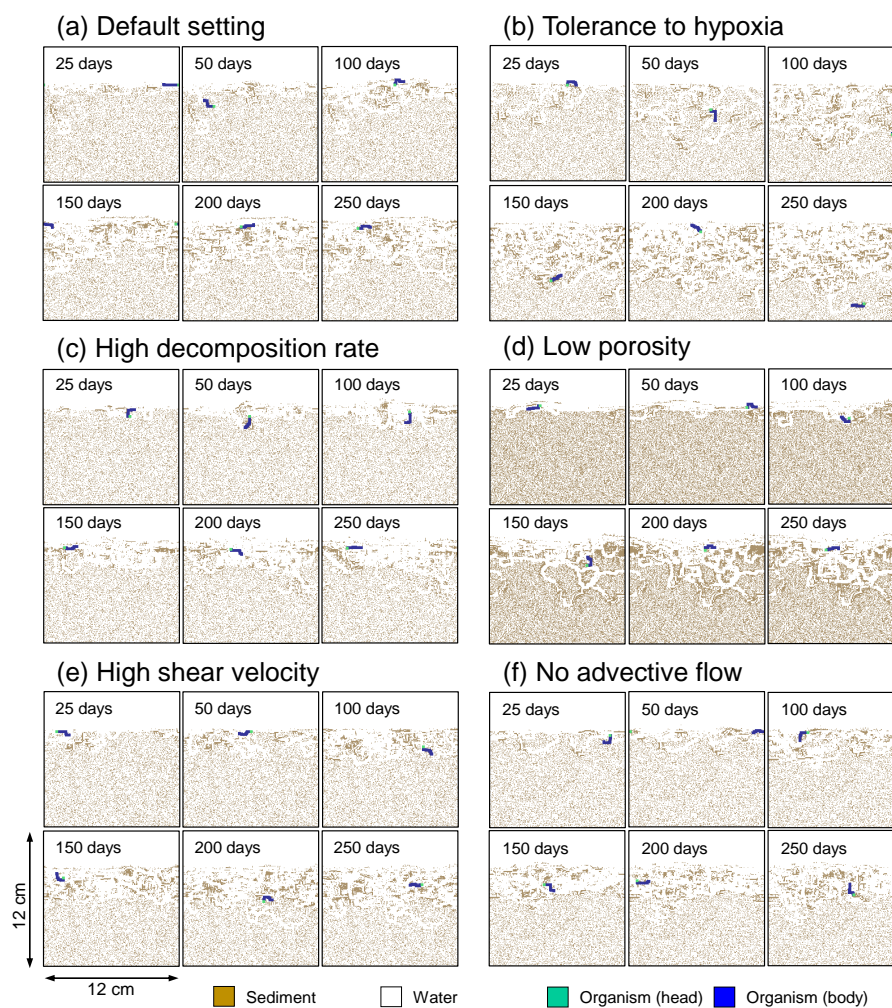 (a) Default setting
25 days
50 days
100 days
150 days
200 days
250 days
(b) Tolerance to hypoxia
25 days
50 days
100 days
150 days
200 days
250 days
(c) High decomposition rate
25 days
50 days
100 days
150 days
200 days
250 days
(d) Low porosity
25 days
50 days
100 days
150 days
200 days
250 days
(e) High shear velocity
25 days
50 days
100 days
150 days
200 days
250 days
(f) No advective flow
25 days
50 days
100 days
150 days
200 days
250 days
12 cm
12 cm
Sediment
Water
Organism (head)
Organism (body)